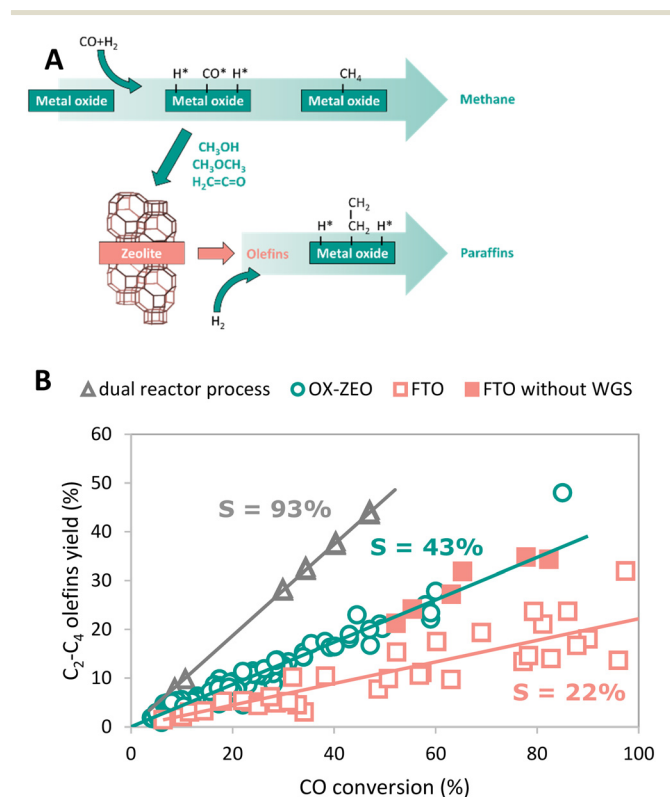 A
CO+H₂
H* CO* H*
CH₄
Metal oxide
Metal oxide
Metal oxide
Methane
CH₃OH
CH₃OCH₃
H₂C=C=O
CH₂
H*
CH₂
H*
Zeolite
Olefins
Metal oxide
Paraffins
H₂
B
dual reactor process
OX-ZEO
FTO
FTO without WGS
60
50
40
30
20
10
0
C₂-C₄ olefins yield (%)
S = 93%
S = 43%
S = 22%
0 20 40 60 80 100
CO conversion (%)